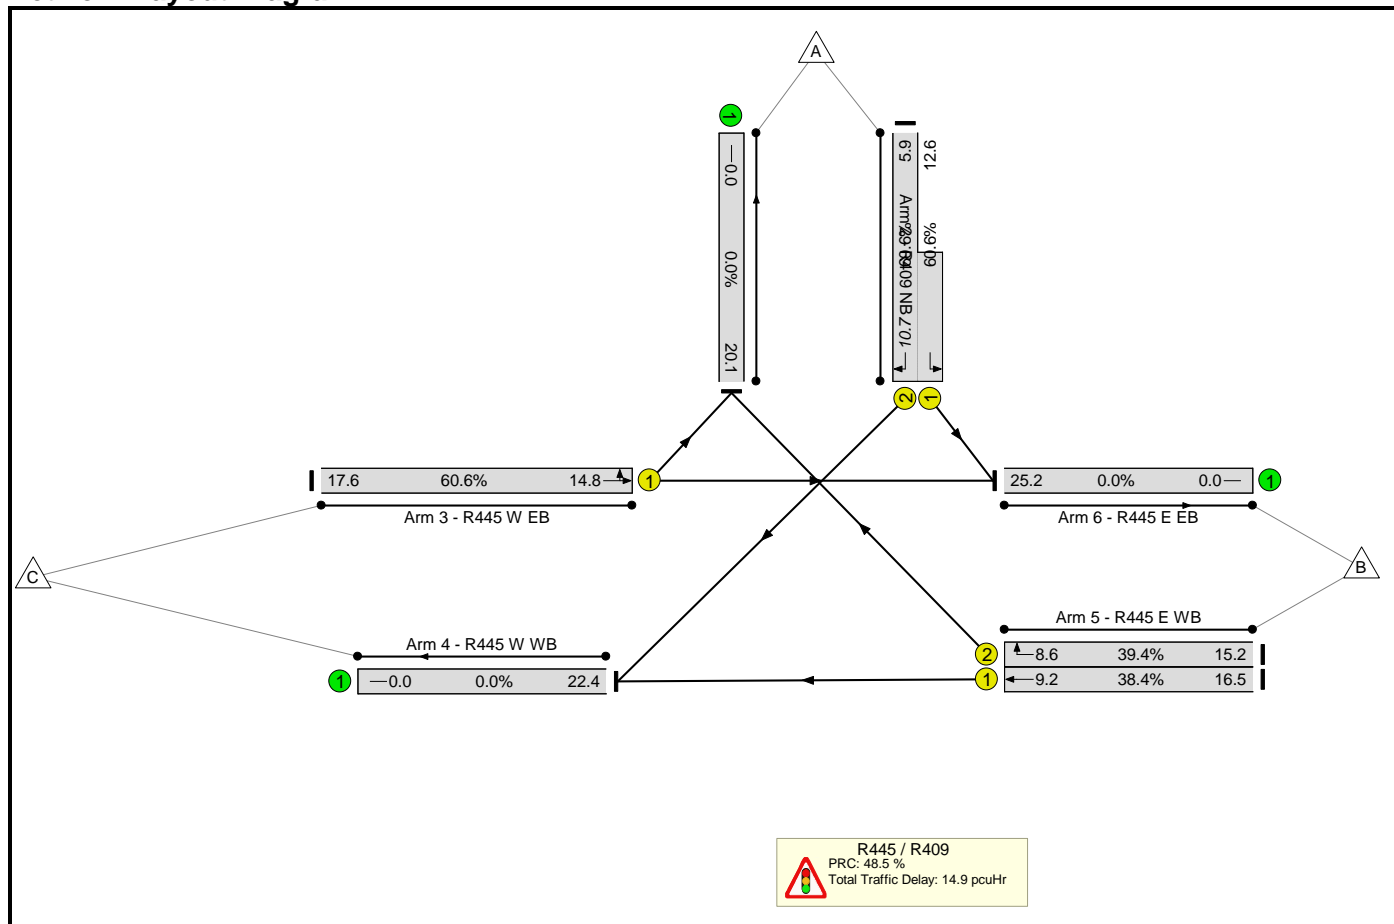 A
1
—0.0
0.0%
20.1
5.9
12.6
60.6%
10.7
2
1
17.6 60.6% 14.8
1
Arm 3 - R445 W EB
25.2 0.0% 0.0
1
Arm 6 - R445 E EB
C
B
Arm 5 - R445 E WB
Arm 4 - R445 W WB
2
8.6 39.4% 15.2
1
0.0 0.0% 22.4
1
9.2 38.4% 16.5
R445 / R409
PRC: 48.5 %
Total Traffic Delay: 14.9 pcuHr